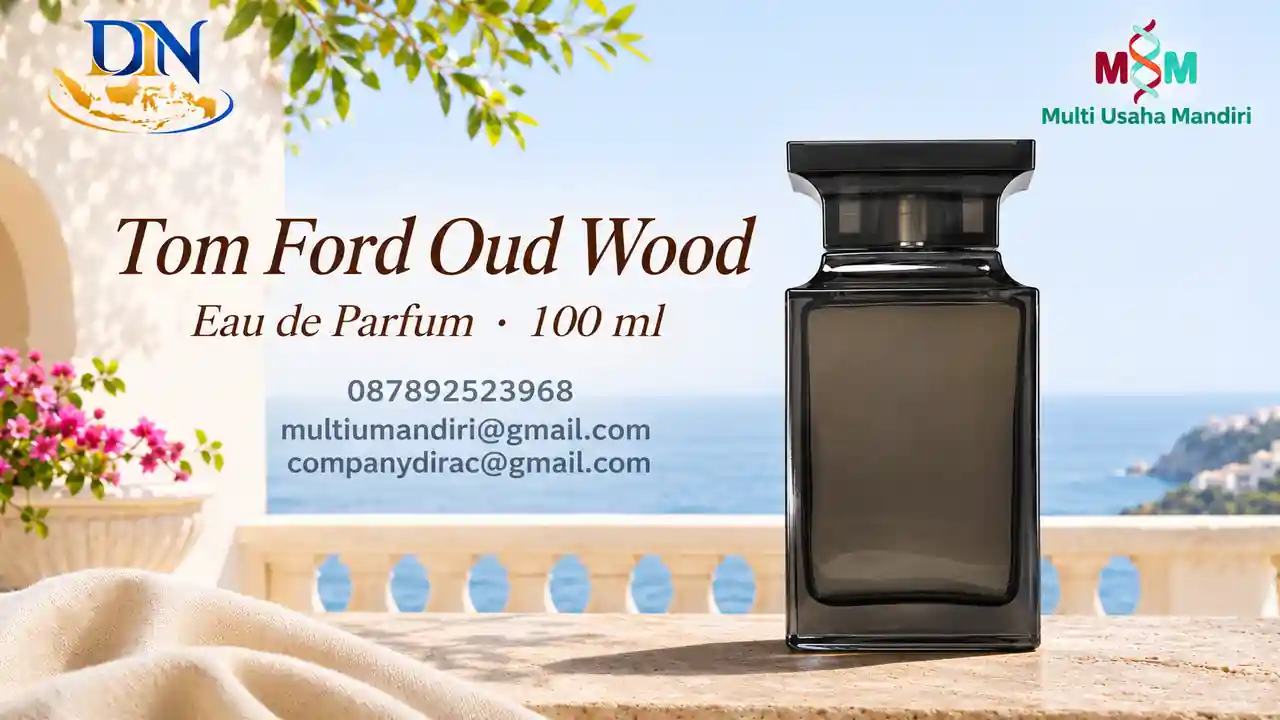 DIN
MSM
Multi Usaha Mandiri
Tom Ford Oud Wood
Eau de Parfum · 100 ml
087892523968
multiumandiri@gmail.com
companydirac@gmail.com